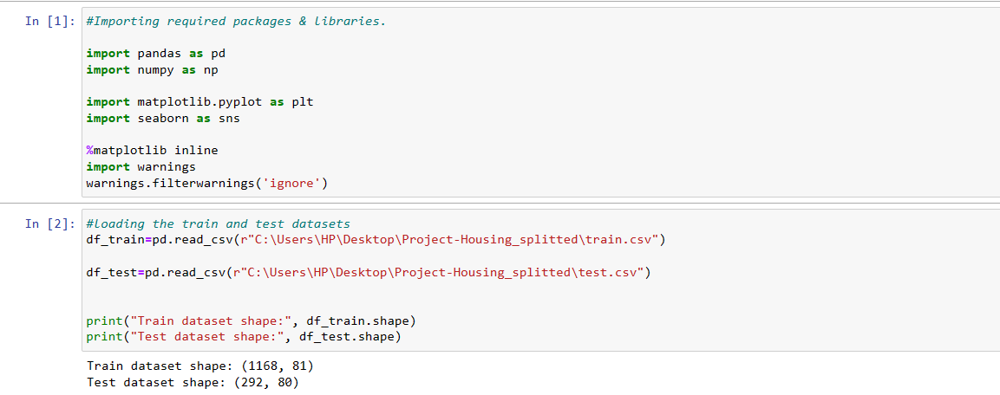 In [1]: #Importing required packages & libraries.
import pandas as pd
import numpy as np
import matplotlib.pyplot as plt
import seaborn as sns
%matplotlib inline
import warnings
warnings.filterwarnings('ignore')
In [2]: #loading the train and test datasets
df_train=pd.read_csv(r"C:\Users\HP\Desktop\Project-Housing_splitted\train.csv")
df_test=pd.read_csv(r"C:\Users\HP\Desktop\Project-Housing_splitted\test.csv")
print("Train dataset shape:", df_train.shape)
print("Test dataset shape:", df_test.shape)
Train dataset shape: (1168, 81)
Test dataset shape: (292, 80)